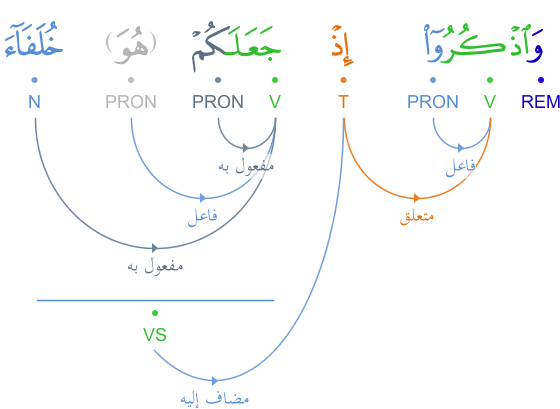 وَٱذْكُرُوٓا۟ إِذْ جَعَلَكُمْ (هُوَ) خُلَفَآءَ
REM V PRON T V PRON PRON N
مفعول به فاعل
فاعل متعلق
مفعول به
VS
مضاف إليه